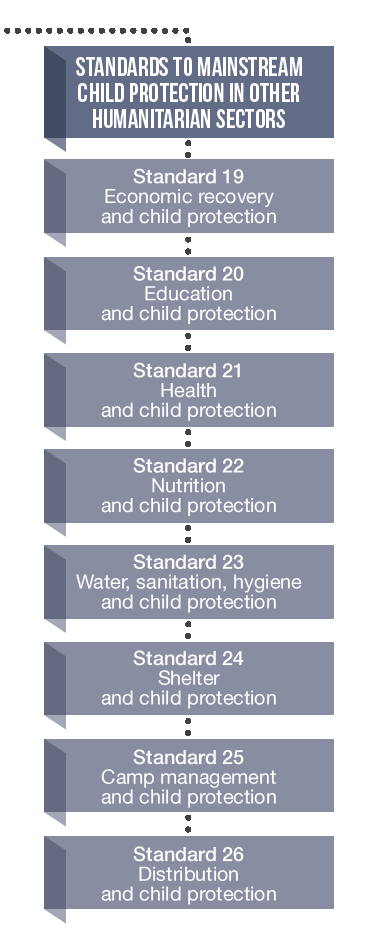 STANDARDS TO MAINSTREAM
CHILD PROTECTION IN OTHER
HUMANITARIAN SECTORS
Standard 19
Economic recovery
and child protection
Standard 20
Education
and child protection
Standard 21
Health
and child protection
Standard 22
Nutrition
and child protection
Standard 23
Water, sanitation, hygiene
and child protection
Standard 24
Shelter
and child protection
Standard 25
Camp management
and child protection
Standard 26
Distribution
and child protection